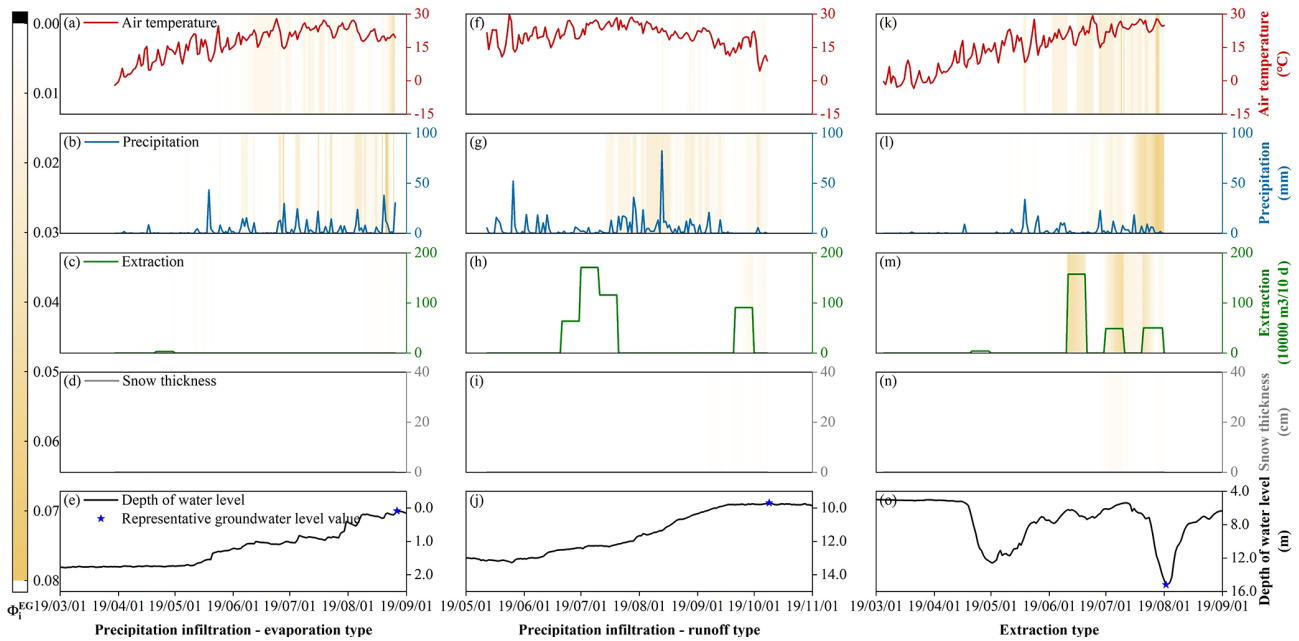 0.00
0.01
0.02
0.03
0.04
0.05
0.06
0.07
0.08
Φ_i^EG
(a) Air temperature
30
15
0
-15
(b) Precipitation
100
50
0
(c) Extraction
200
100
0
(d) Snow thickness
40
20
0
(e) Depth of water level
Representative groundwater level value
0.0
1.0
2.0
19/03/01 19/04/01 19/05/01 19/06/01 19/07/01 19/08/01 19/09/01
Precipitation infiltration - evaporation type
(f)
30
15
0
-15
(g)
100
50
0
(h)
200
100
0
(i)
40
20
0
(j)
10.0
12.0
14.0
19/05/01 19/06/01 19/07/01 19/08/01 19/09/01 19/10/01 19/11/01
Precipitation infiltration - runoff type
(k)
30
15
0
-15
Air temperature
(℃)
(l)
100
50
0
Precipitation
(mm)
(m)
200
100
0
Extraction
(10000 m3/10 d)
(n)
40
20
0
Snow thickness
(cm)
(o)
4.0
8.0
12.0
16.0
Depth of water level
(m)
19/03/01 19/04/01 19/05/01 19/06/01 19/07/01 19/08/01 19/09/01
Extraction type